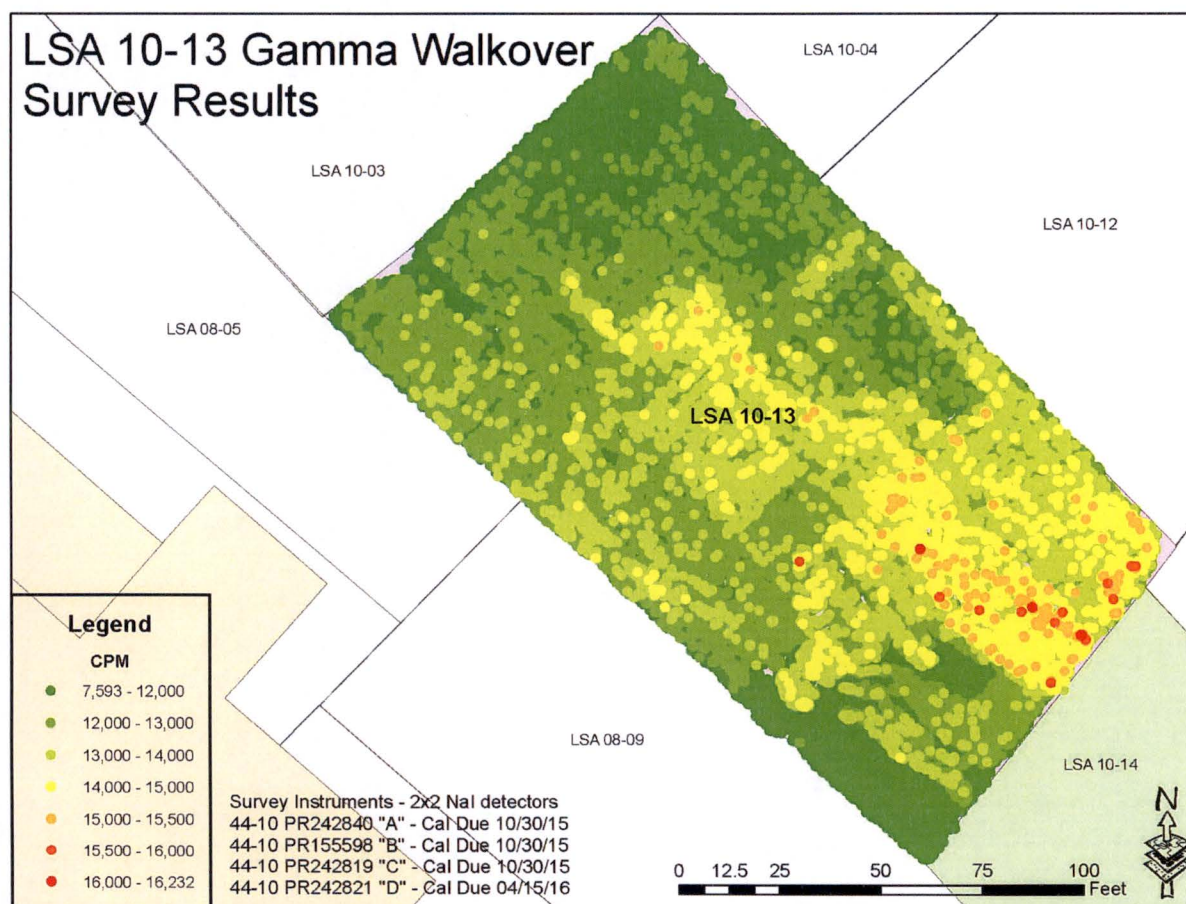 LSA 10-13 Gamma Walkover
Survey Results
LSA 10-04
LSA 10-03
LSA 10-12
LSA 08-05
LSA 10-13
LSA 08-09
LSA 10-14
Legend
CPM
7,593 - 12,000
12,000 - 13,000
13,000 - 14,000
14,000 - 15,000
15,000 - 15,500
15,500 - 16,000
16,000 - 16,232
Survey Instruments - 2x2 NaI detectors
44-10 PR242840 "A" - Cal Due 10/30/15
44-10 PR155598 "B" - Cal Due 10/30/15
44-10 PR242819 "C" - Cal Due 10/30/15
44-10 PR242821 "D" - Cal Due 04/15/16
0 12.5 25 50 75 100
Feet
N